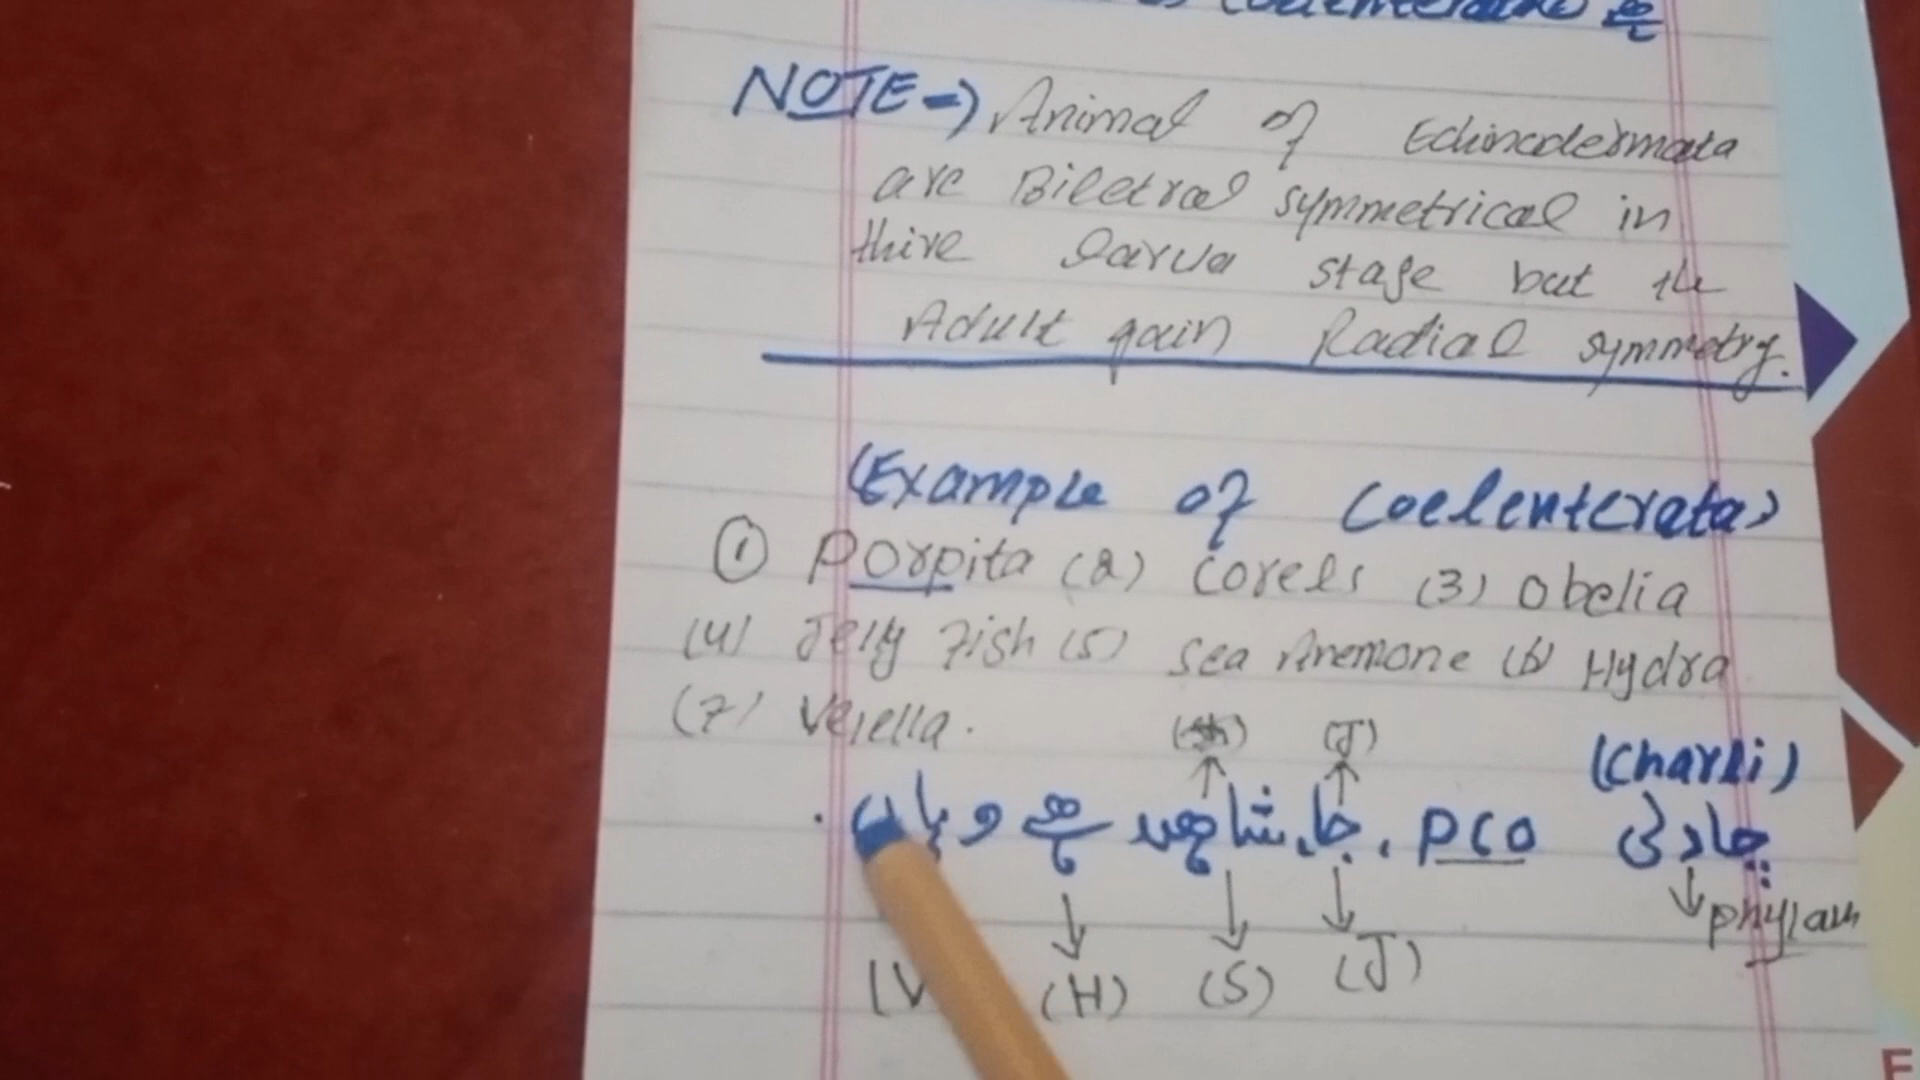 NOTE=) Animal of Echinodermata
are Biletral symmetrical in
thire larva stage but the
Adult gain Radial symmetry.
(Example of Coelenterata)
① Porpita (2) Corels (3) Obelia
(4) Jelly Fish (5) Sea Anemone (6) Hydra
(7) Velella.
(J) (Charli)
چارلی PCO ، جا، شا ہے و
phylum
(V (H) (S) (J)